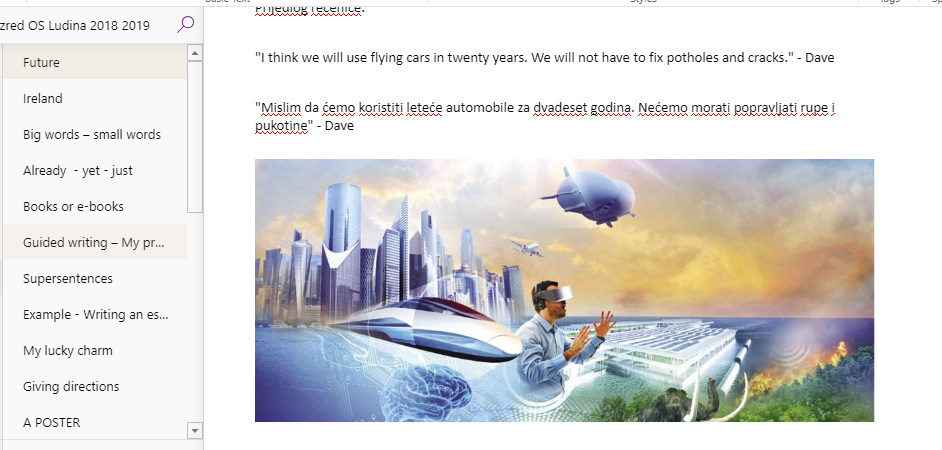 zred OS Ludina 2018 2019
Future
Ireland
Big words – small words
Already - yet - just
Books or e-books
Guided writing – My pr...
Supersentences
Example - Writing an es...
My lucky charm
Giving directions
A POSTER
Prijedlog rečenice.
"I think we will use flying cars in twenty years. We will not have to fix potholes and cracks." - Dave
"Mislim da ćemo koristiti leteće automobile za dvadeset godina. Nećemo morati popravljati rupe i
pukotine" - Dave